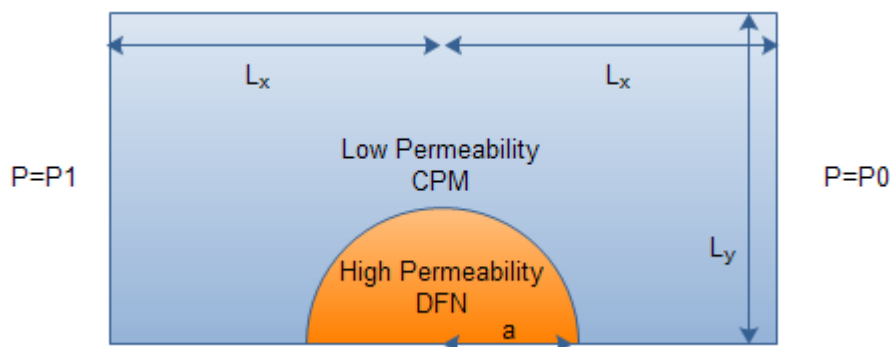 Lx
Lx
Low Permeability
CPM
P=P1
P=P0
Ly
High Permeability
DFN
a